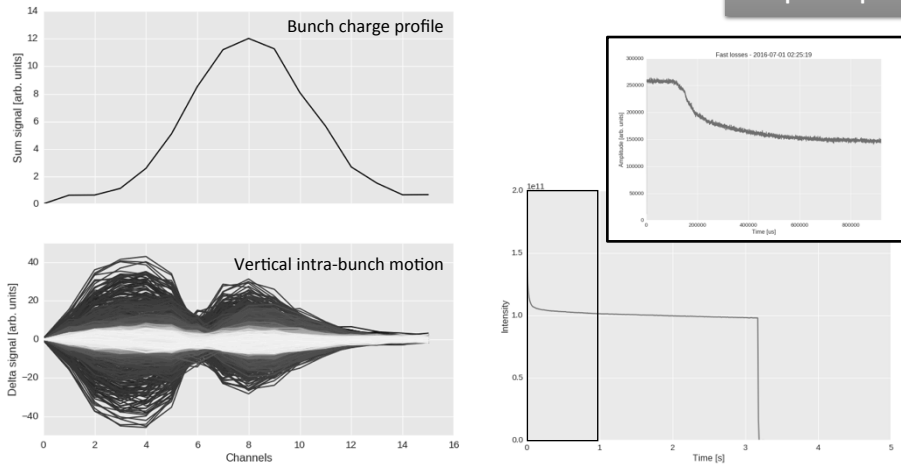 Bunch charge profile
Sum signal [arb. units]
14
12
10
8
6
4
2
0
Vertical intra-bunch motion
Delta signal [arb. units]
40
20
0
−20
−40
0 2 4 6 8 10 12 14 16
Channels
Fast losses - 2016-07-01 02:25:19
Amplitude [arb. units]
300000
250000
200000
150000
100000
50000
0
0 200000 400000 600000 800000
Time [us]
1e11
Intensity
2.0
1.5
1.0
0.5
0.0
0 1 2 3 4 5
Time [s]